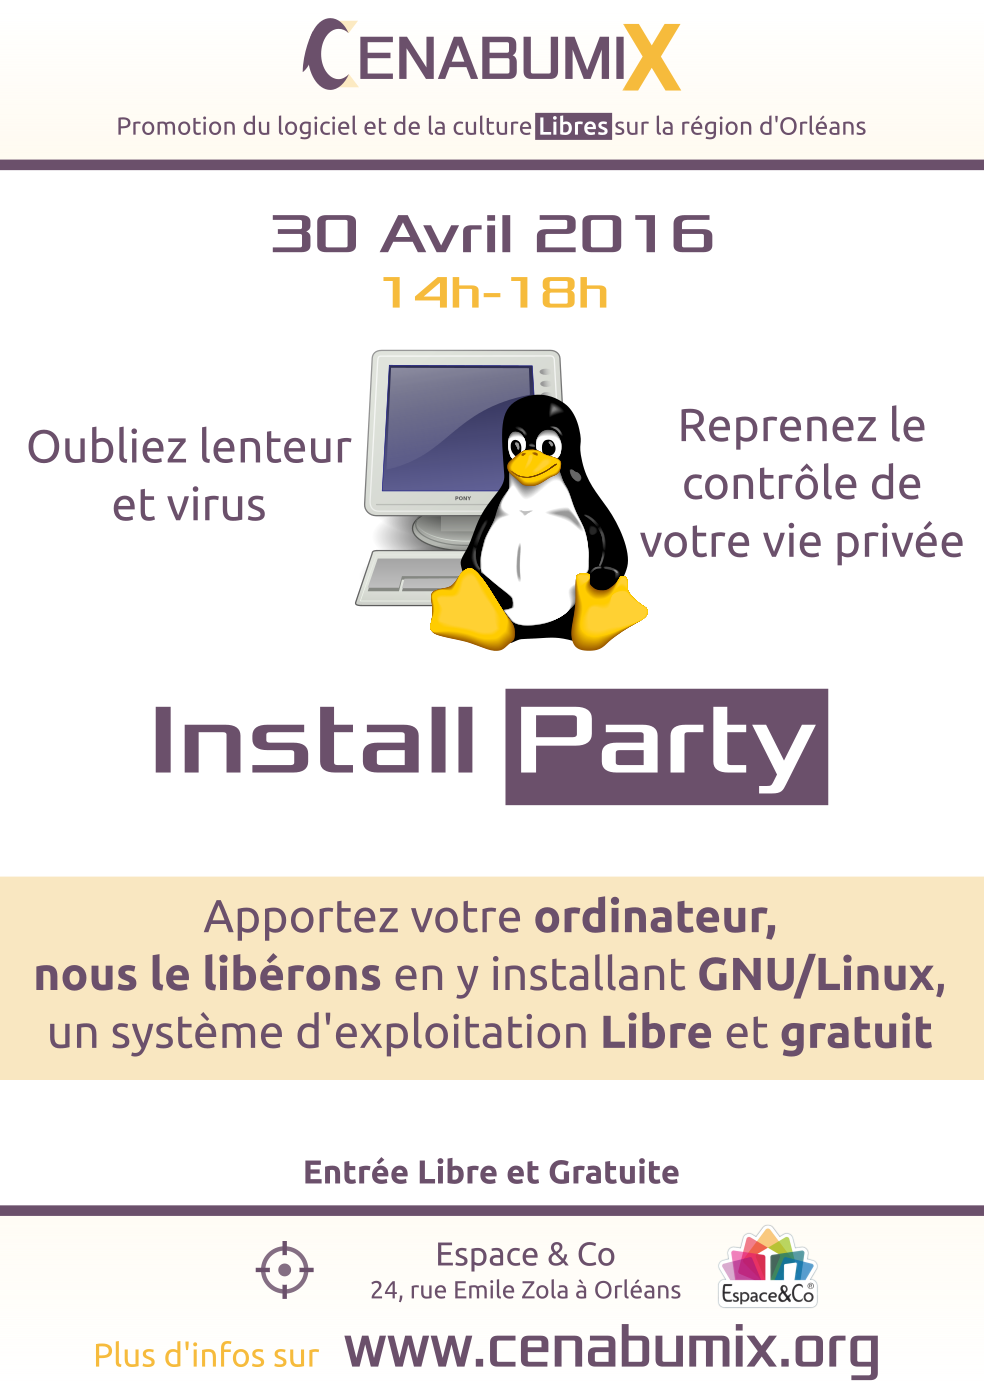 CENABUMIX
Promotion du logiciel et de la culture Libres sur la région d'Orléans
30 Avril 2016
14h-18h
Oubliez lenteur
et virus
Reprenez le
contrôle de
votre vie privée
PONY
Install Party
Apportez votre ordinateur,
nous le libérons en y installant GNU/Linux,
un système d'exploitation Libre et gratuit
Entrée Libre et Gratuite
Espace & Co
24, rue Emile Zola à Orléans
Espace&Co®
Plus d'infos sur www.cenabumix.org